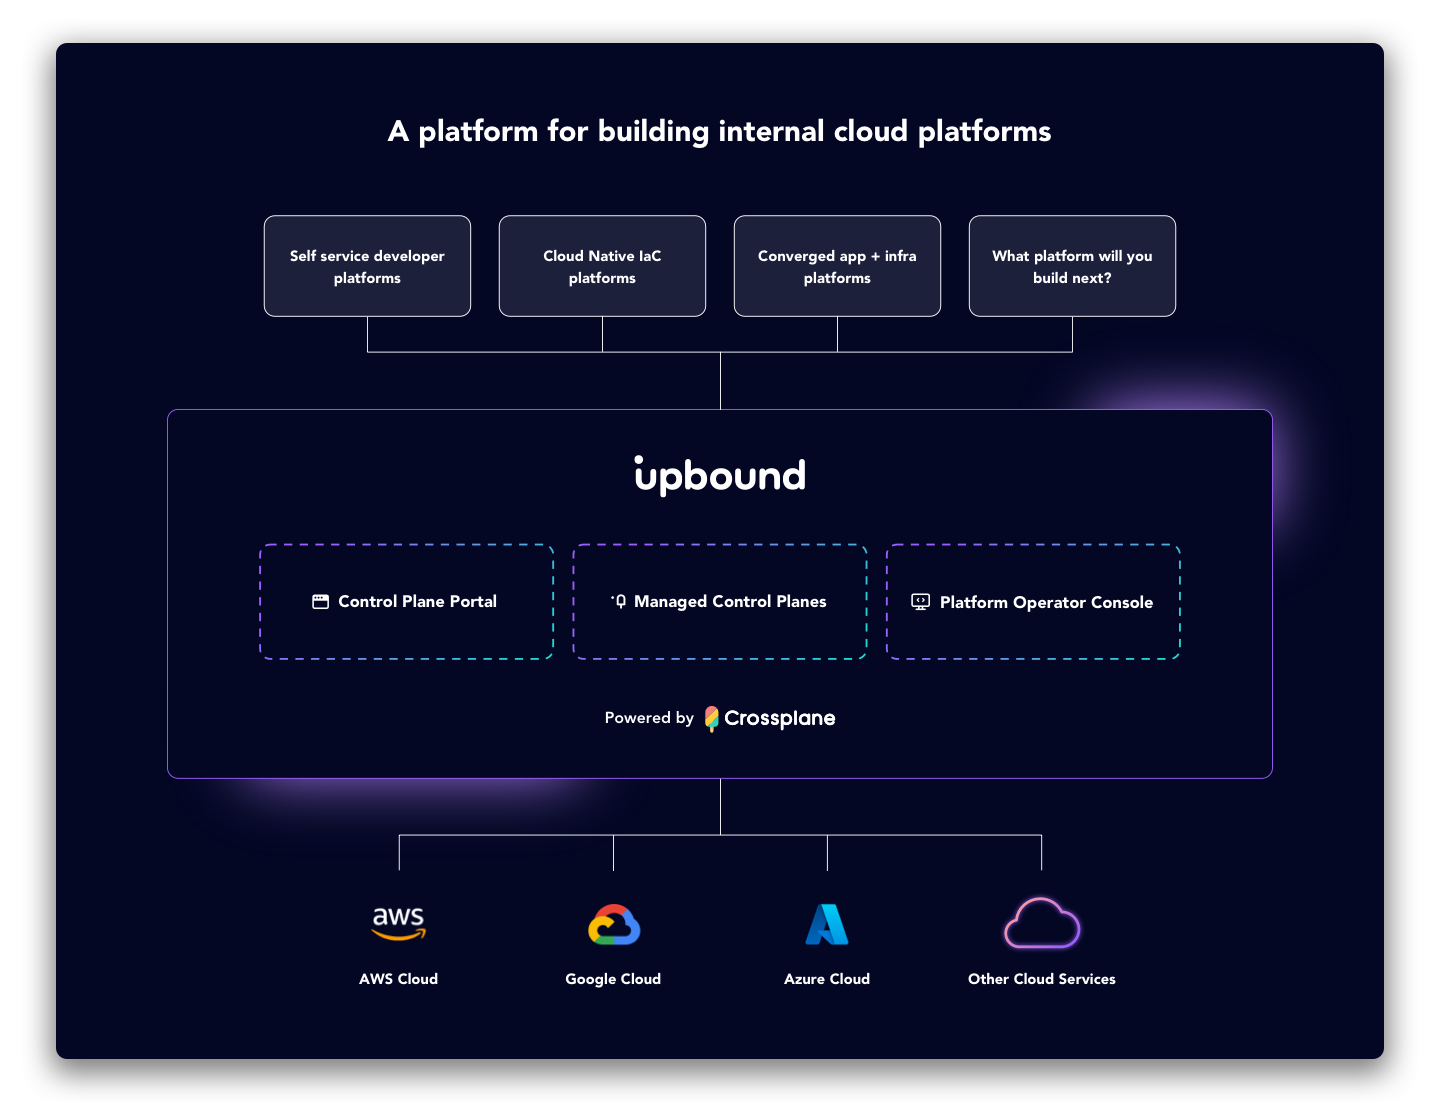 A platform for building internal cloud platforms
Self service developer
platforms
Cloud Native IaC
platforms
Converged app + infra
platforms
What platform will you
build next?
upbound
Control Plane Portal
Managed Control Planes
Platform Operator Console
Powered by Crossplane
aws
AWS Cloud
Google Cloud
Azure Cloud
Other Cloud Services